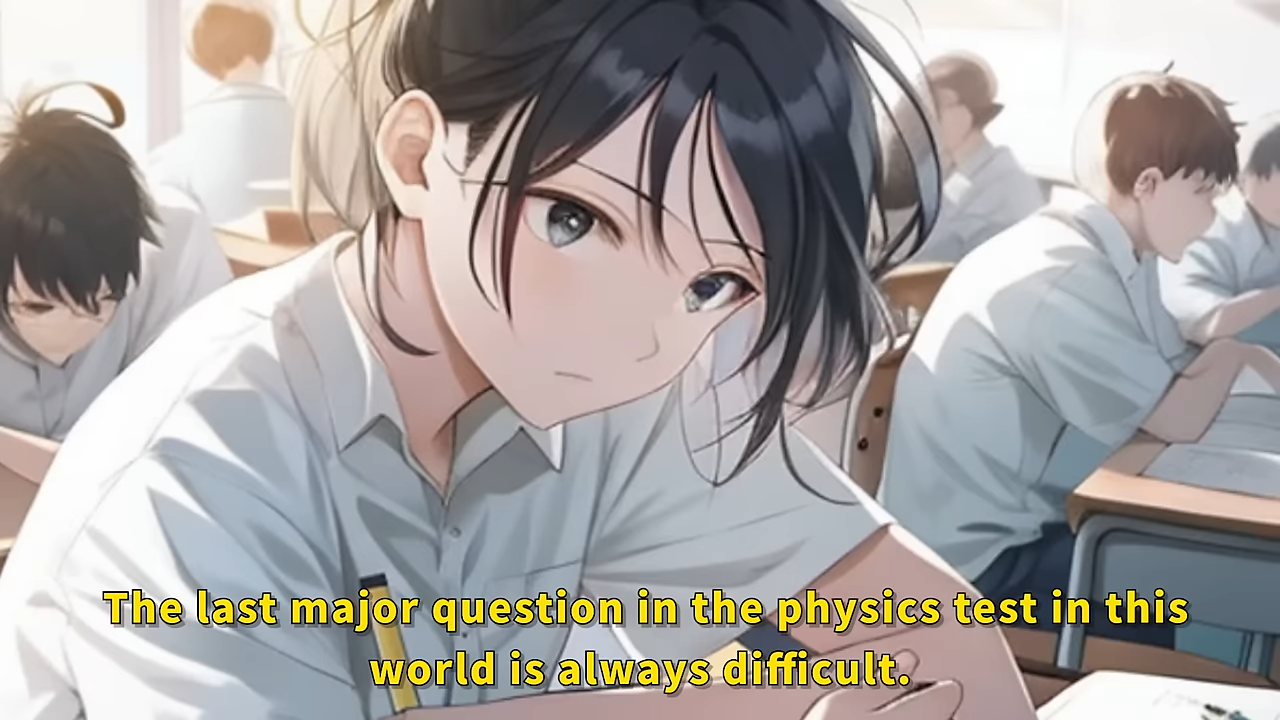 The last major question in the physics test in this
world is always difficult.